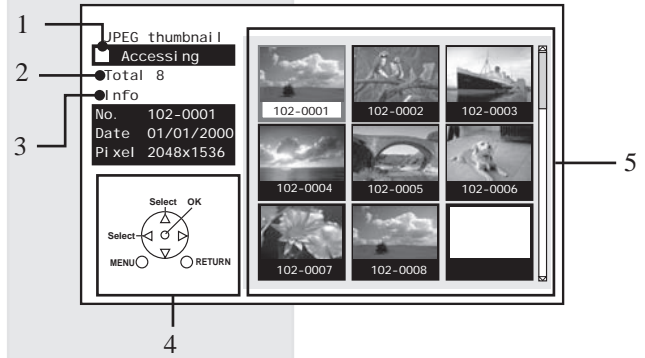 1
JPEG thumbnail
Accessing
2
Total 8
Info
3
No. 102-0001
Date 01/01/2000
Pixel 2048x1536
Select OK
Select
MENU RETURN
4
102-0001 102-0002 102-0003
102-0004 102-0005 102-0006
102-0007 102-0008
5